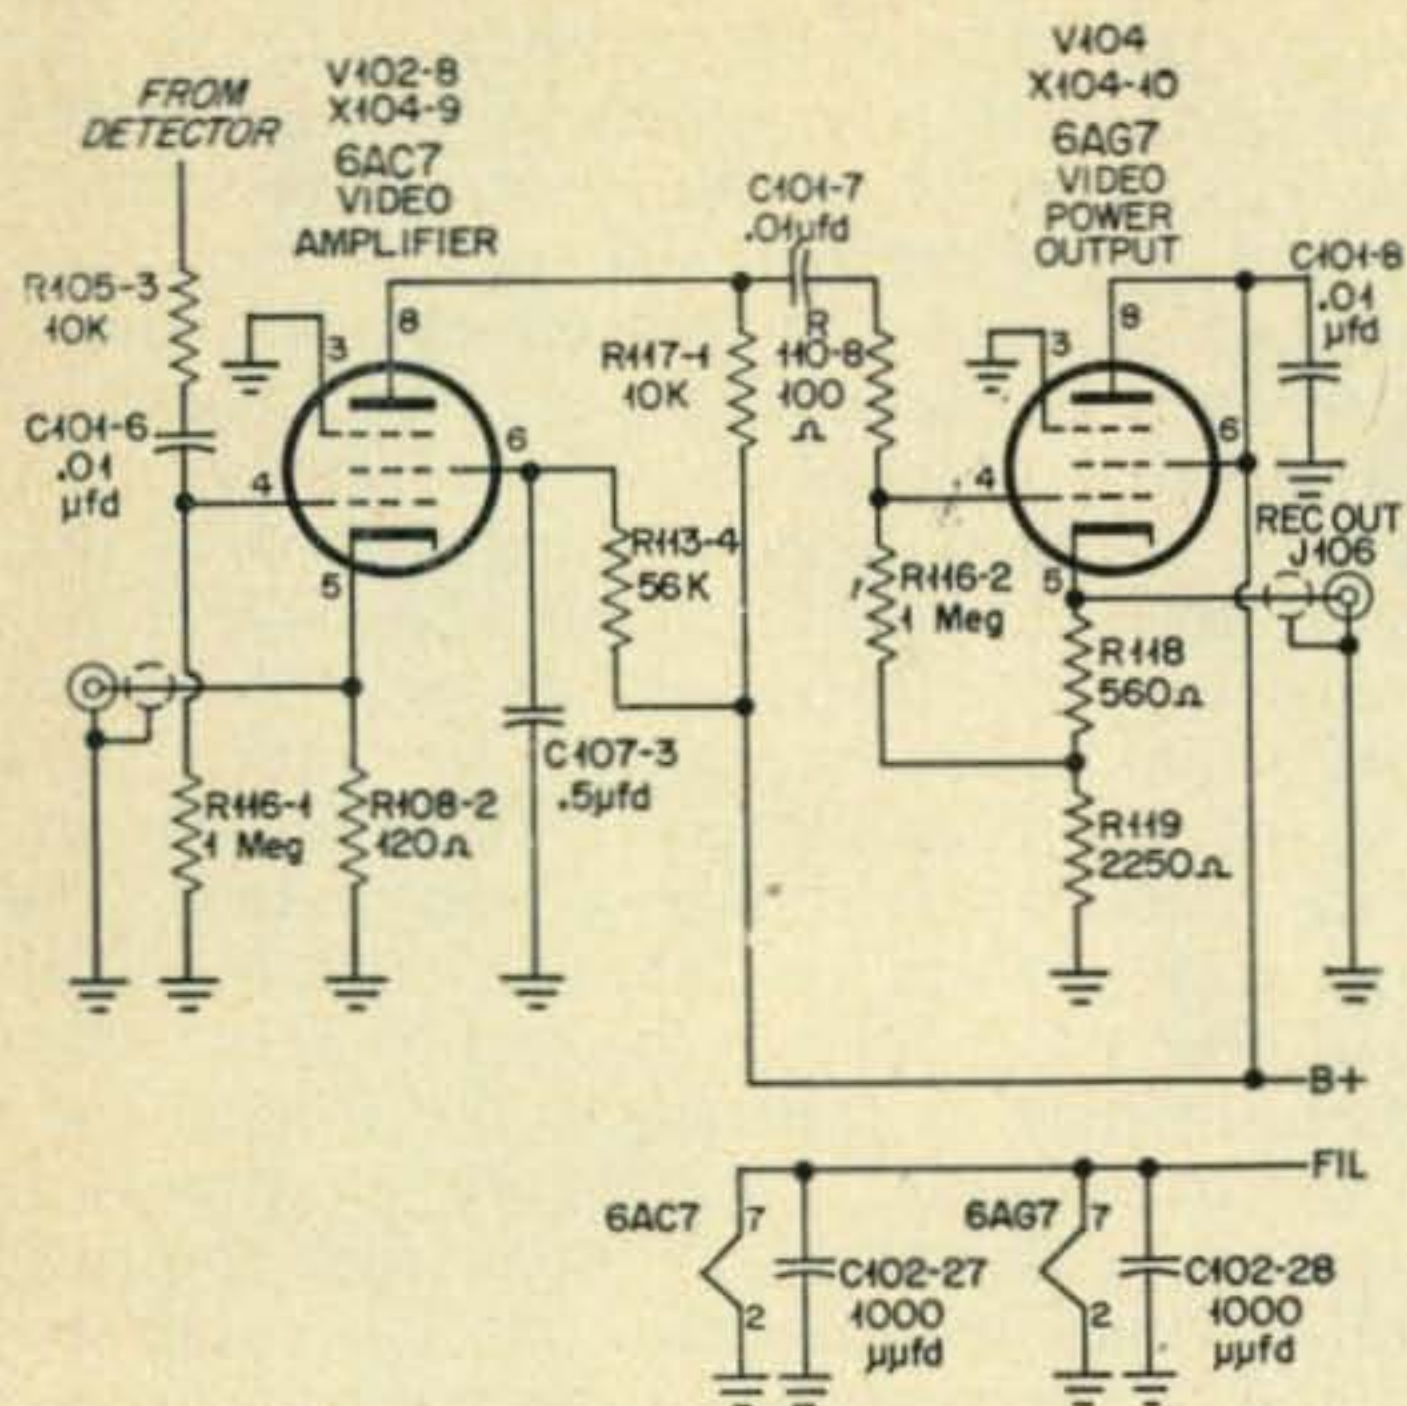 FROM
DETECTOR
V102-8
X104-9
6AC7
VIDEO
AMPLIFIER
V104
X104-10
6AG7
VIDEO
POWER
OUTPUT
C101-7
.01µfd
C101-8
.01
µfd
R105-3
10K
C101-6
.01
µfd
3
8
6
4
5
R117-1
10K
R
110-8
100
Ω
3
8
6
4
5
REC OUT
J106
R113-4
56K
R116-2
1 Meg
R118
560Ω
C107-3
.5µfd
R116-1
1 Meg
R108-2
120Ω
R119
2250Ω
B+
FIL
6AC7
7
2
C102-27
1000
µµfd
6AG7
7
2
C102-28
1000
µµfd